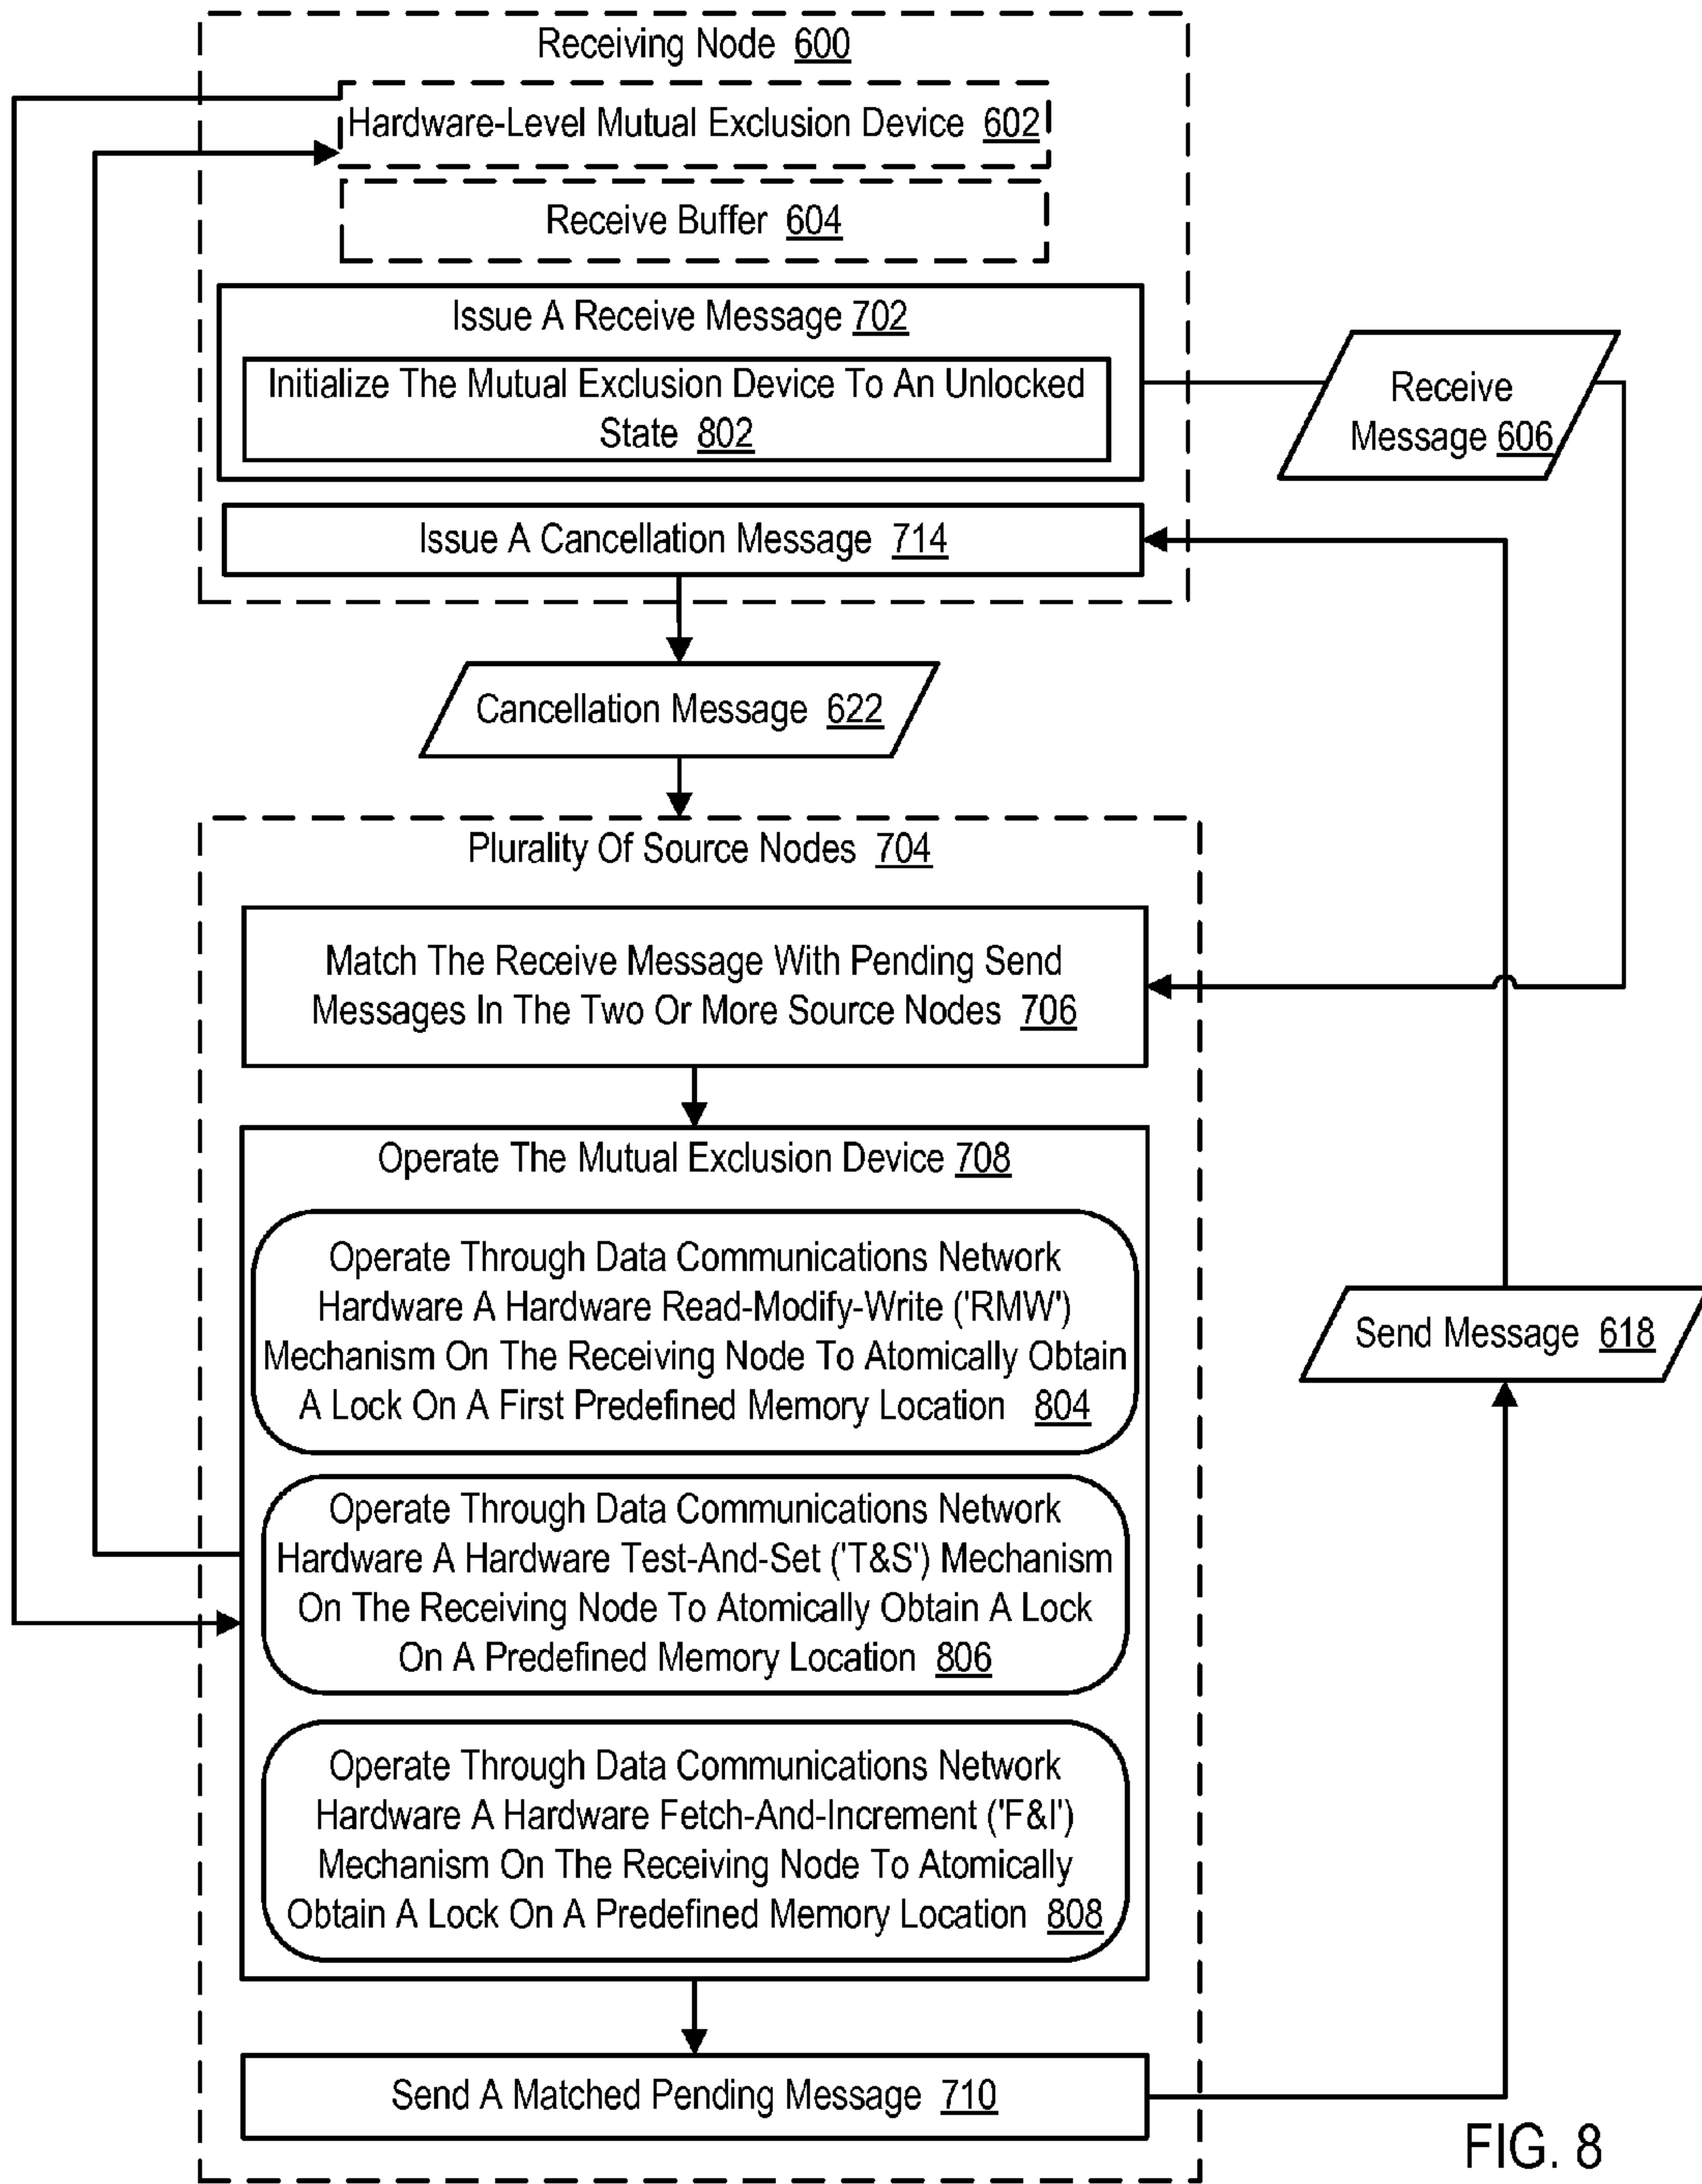 Receiving Node 600
Hardware-Level Mutual Exclusion Device 602
Receive Buffer 604
Issue A Receive Message 702
Initialize The Mutual Exclusion Device To An Unlocked
State 802
Receive
Message 606
Issue A Cancellation Message 714
Cancellation Message 622
Plurality Of Source Nodes 704
Match The Receive Message With Pending Send
Messages In The Two Or More Source Nodes 706
Operate The Mutual Exclusion Device 708
Operate Through Data Communications Network
Hardware A Hardware Read-Modify-Write ('RMW')
Mechanism On The Receiving Node To Atomically Obtain
A Lock On A First Predefined Memory Location 804
Send Message 618
Operate Through Data Communications Network
Hardware A Hardware Test-And-Set ('T&S') Mechanism
On The Receiving Node To Atomically Obtain A Lock
On A Predefined Memory Location 806
Operate Through Data Communications Network
Hardware A Hardware Fetch-And-Increment ('F&I')
Mechanism On The Receiving Node To Atomically
Obtain A Lock On A Predefined Memory Location 808
Send A Matched Pending Message 710
FIG. 8